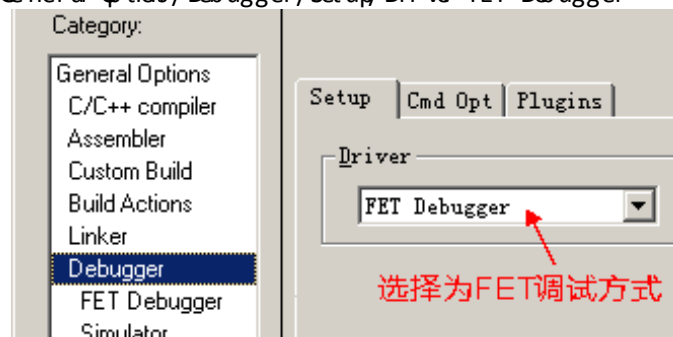 Category:
General Options
C/C++ compiler
Assembler
Custom Build
Build Actions
Linker
Debugger
FET Debugger
Simulator
Setup
Cmd Opt
Plugins
Driver
FET Debugger
选择为FET调试方式